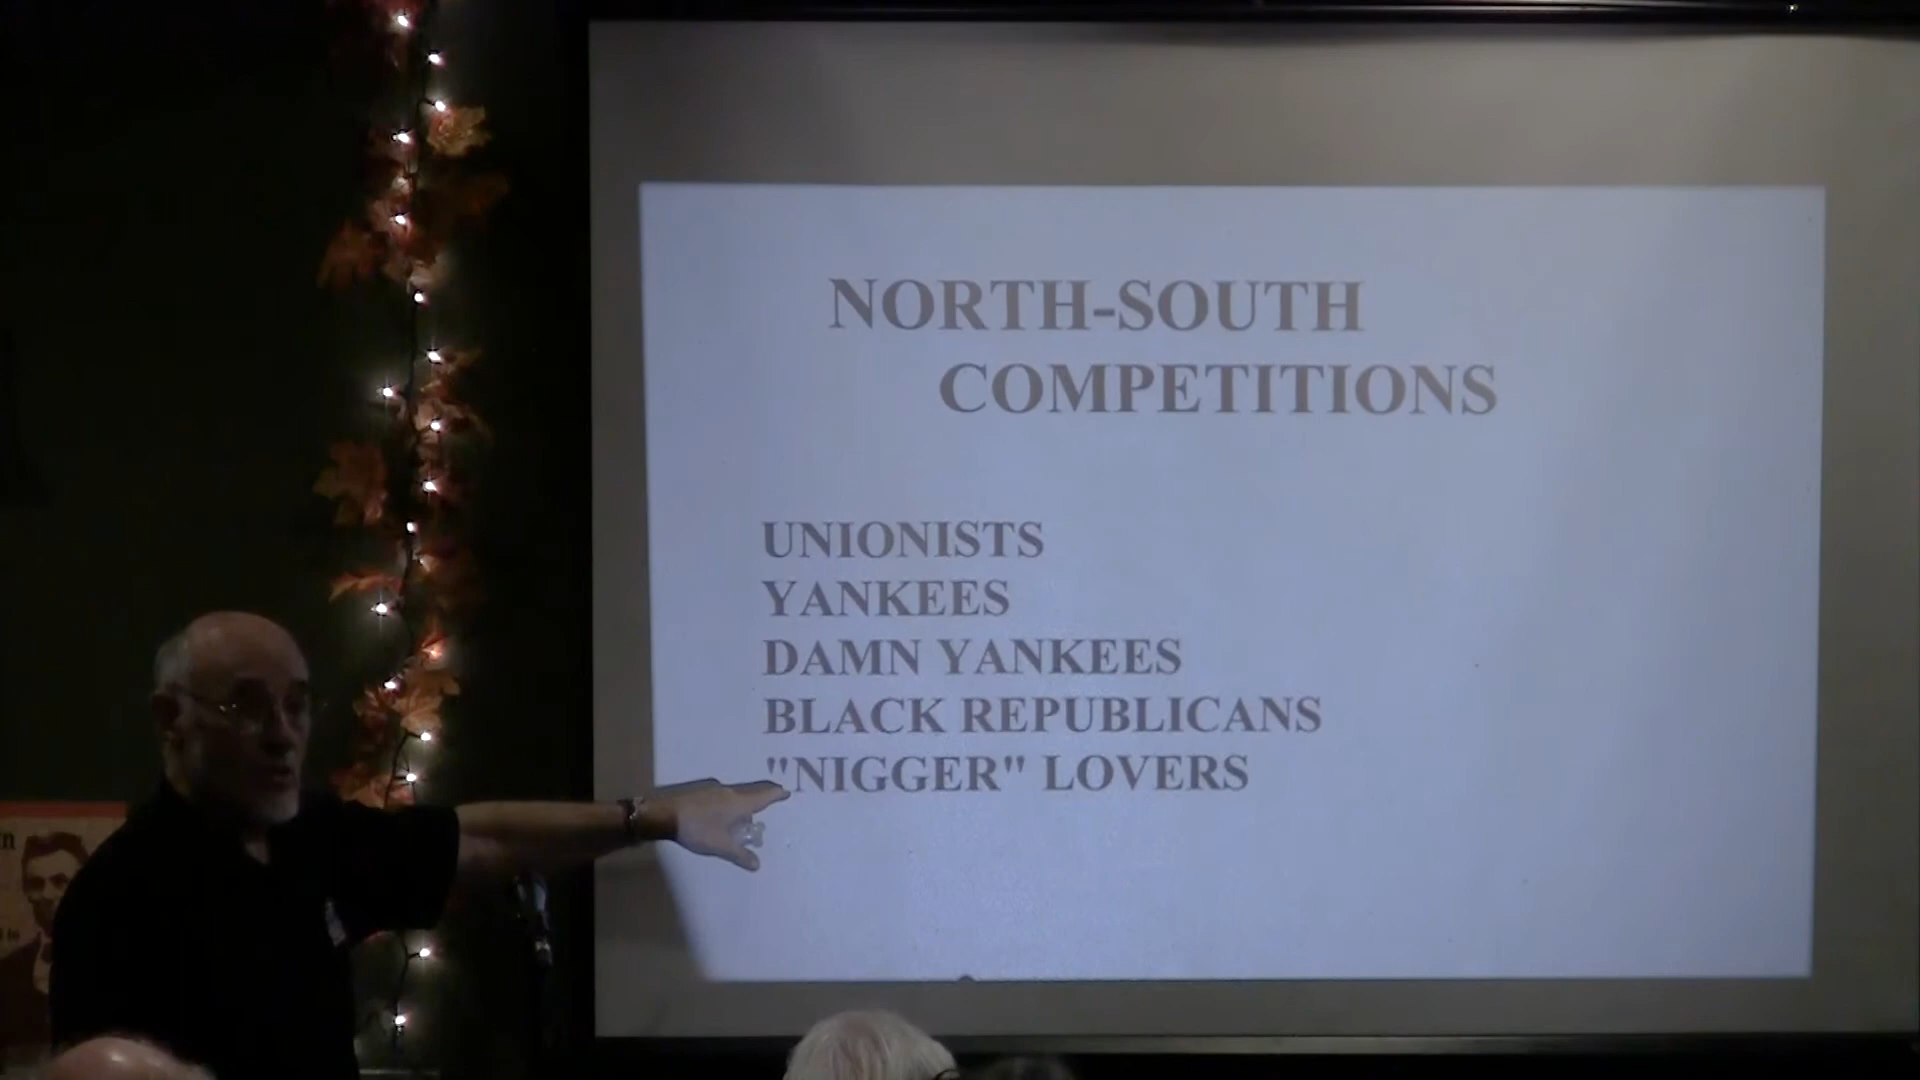 NORTH-SOUTH
COMPETITIONS
UNIONISTS
YANKEES
DAMN YANKEES
BLACK REPUBLICANS
"NIGGER" LOVERS